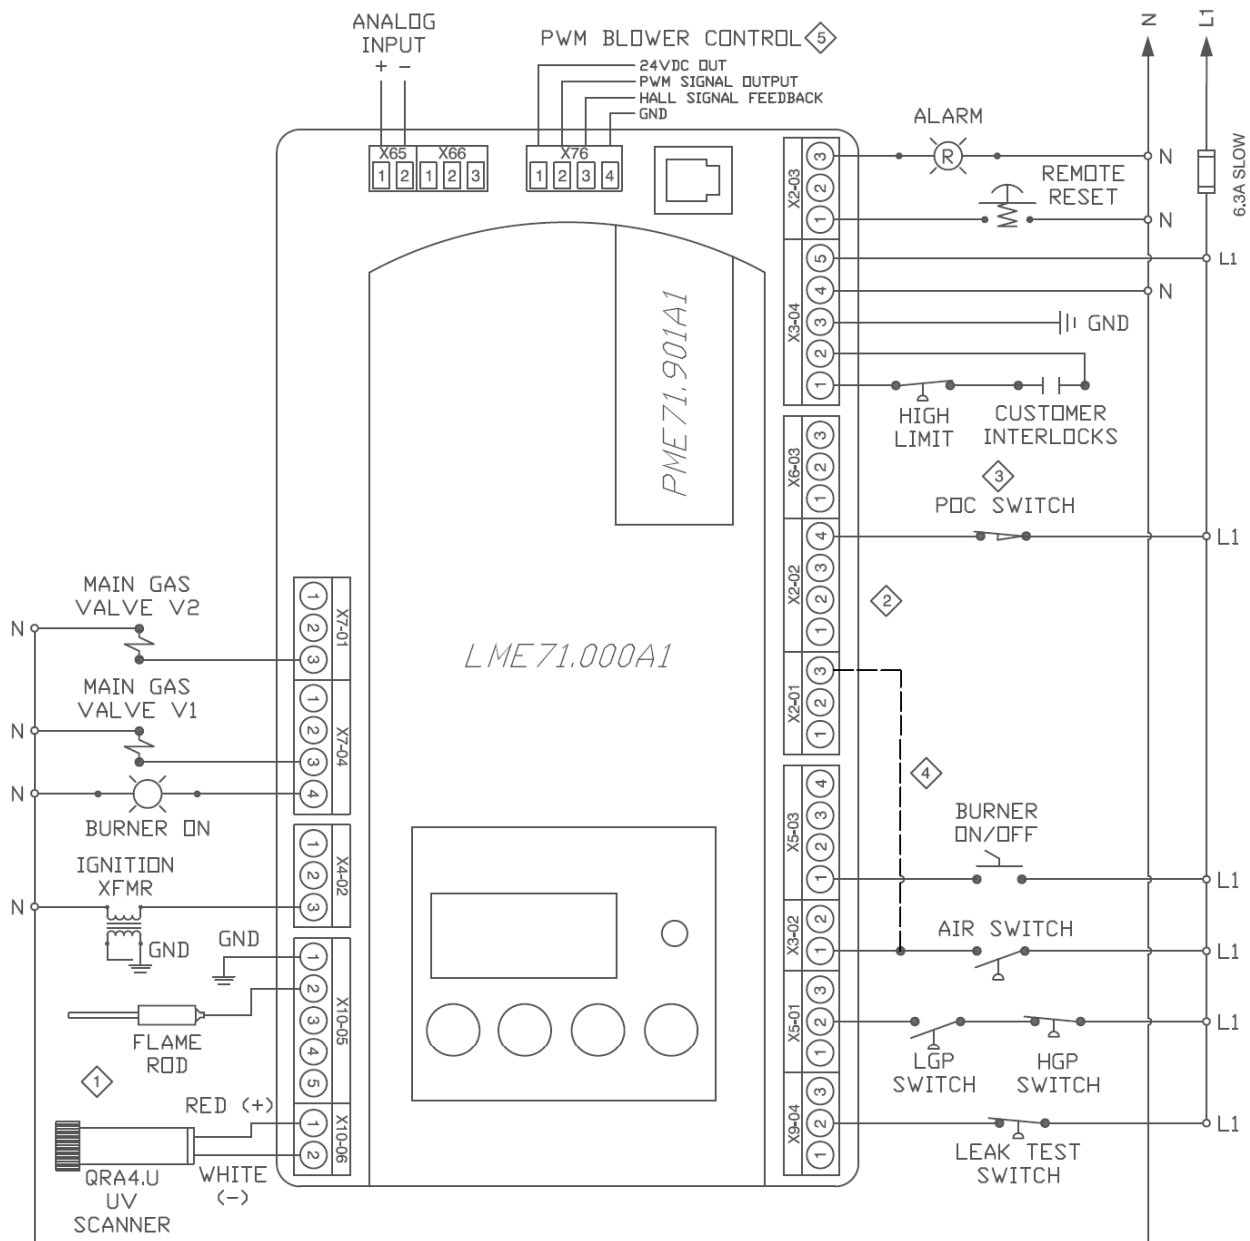 ANALOG
INPUT
+ −
PWM BLOWER CONTROL 5
24VDC OUT
PWM SIGNAL OUTPUT
HALL SIGNAL FEEDBACK
GND
N
L1
X65
1 2
X66
1 2 3
X76
1 2 3 4
X2-03
3
2
1
ALARM
R
N
REMOTE
RESET
N
6.3A SLOW
X3-04
5
4
3
2
1
L1
N
GND
HIGH
LIMIT
CUSTOMER
INTERLOCKS
PME71.901A1
X6-03
3
2
1
3
POC SWITCH
X2-02
4
3
2
1
L1
2
LME71.000A1
X2-01
3
2
1
4
X5-03
4
3
2
1
BURNER
ON/OFF
L1
X3-02
2
1
AIR SWITCH
L1
X5-01
3
2
1
L1
LGP
SWITCH
HGP
SWITCH
X9-04
3
2
1
L1
LEAK TEST
SWITCH
MAIN GAS
VALVE V2
N
X7-01
1
2
3
MAIN GAS
VALVE V1
N
X7-04
1
2
3
4
N
BURNER ON
IGNITION
XFMR
N
GND
X4-02
1
2
3
GND
X10-05
1
2
3
4
5
FLAME
ROD
1
RED (+)
X10-06
1
2
WHITE
(−)
QRA4.U
UV
SCANNER